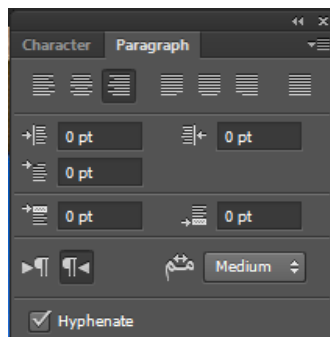 Character Paragraph
0 pt 0 pt
0 pt
0 pt 0 pt
Medium
Hyphenate